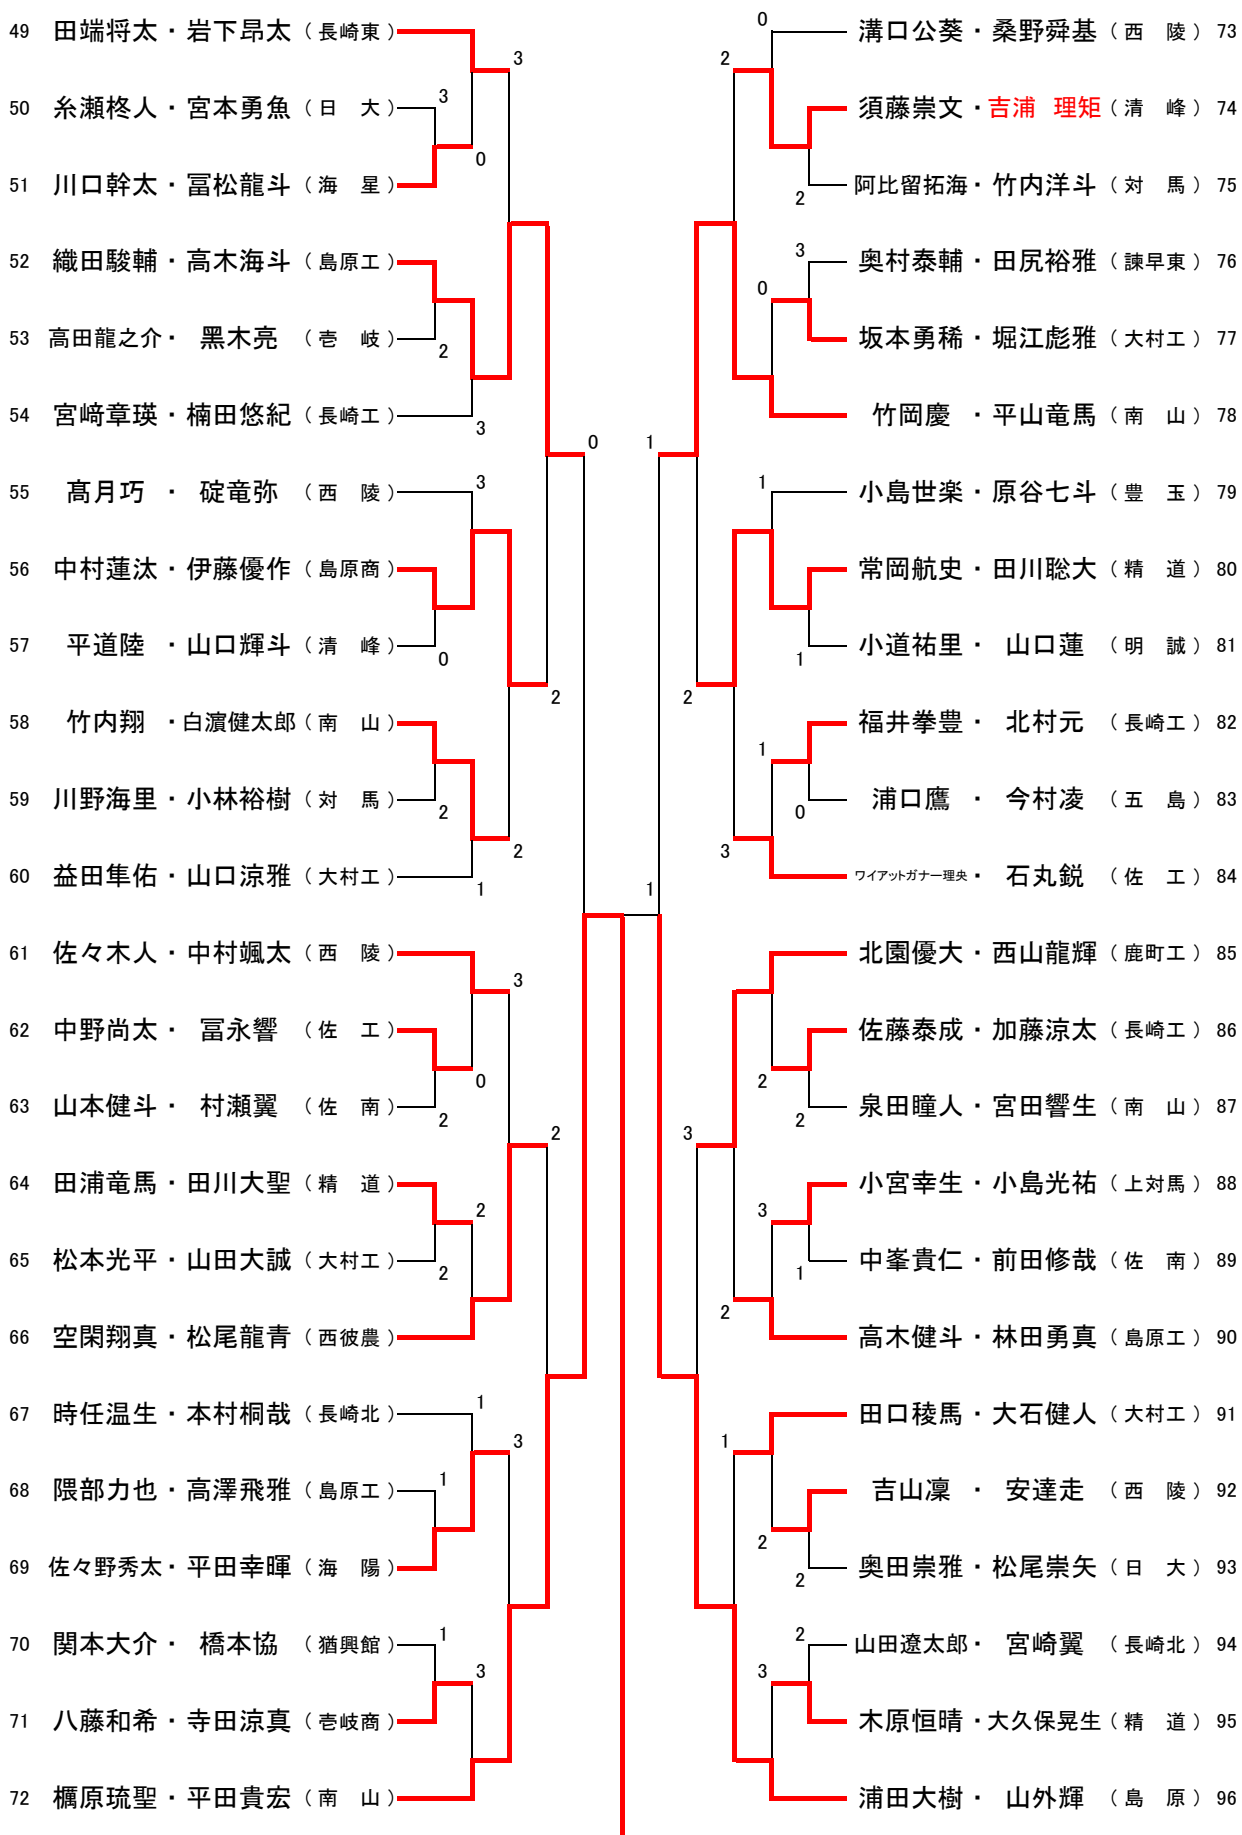 49 田端将太・岩下昂太（長崎東）
3
50 糸瀬柊人・宮本勇魚（日　大）
3
0
51 川口幹太・冨松龍斗（海　星）
52 織田駿輔・高木海斗（島原工）
53 高田龍之介・黒木亮（壱　岐）
2
54 宮﨑章瑛・楠田悠紀（長崎工）
3
0
55 髙月巧・碇竜弥（西　陵）
3
56 中村蓮汰・伊藤優作（島原商）
57 平道陸・山口輝斗（清　峰）
0
2
58 竹内翔・白濵健太郎（南　山）
59 川野海里・小林裕樹（対　馬）
2
2
60 益田隼佑・山口涼雅（大村工）
1
61 佐々木人・中村颯太（西　陵）
3
62 中野尚太・冨永響（佐　工）
0
63 山本健斗・村瀬翼（佐　南）
2
2
64 田浦竜馬・田川大聖（精　道）
2
65 松本光平・山田大誠（大村工）
2
66 空閑翔真・松尾龍青（西彼農）
67 時任温生・本村桐哉（長崎北）
1
3
68 隈部力也・高澤飛雅（島原工）
1
69 佐々野秀太・平田幸暉（海　陽）
70 関本大介・橋本協（猶興館）
1
3
71 八藤和希・寺田涼真（壱岐商）
72 櫔原琉聖・平田貴宏（南　山）
0
溝口公葵・桑野舜基（西　陵）73
2
須藤崇文・吉浦　理矩（清　峰）74
阿比留拓海・竹内洋斗（対　馬）75
2
3
奥村泰輔・田尻裕雅（諫早東）76
0
坂本勇稀・堀江彪雅（大村工）77
竹岡慶・平山竜馬（南　山）78
1
1
小島世楽・原谷七斗（豊　玉）79
常岡航史・田川聡大（精　道）80
小道祐里・山口蓮（明　誠）81
1
2
福井拳豊・北村元（長崎工）82
1
浦口鷹・今村凌（五　島）83
0
3
ワイアットガナー理央・石丸鋭（佐　工）84
1
北園優大・西山龍輝（鹿町工）85
佐藤泰成・加藤涼太（長崎工）86
2
泉田瞳人・宮田響生（南　山）87
2
3
小宮幸生・小島光祐（上対馬）88
3
中峯貴仁・前田修哉（佐　南）89
1
2
高木健斗・林田勇真（島原工）90
田口稜馬・大石健人（大村工）91
1
吉山凜・安達走（西　陵）92
2
奥田崇雅・松尾崇矢（日　大）93
2
2
山田遼太郎・宮崎翼（長崎北）94
3
木原恒晴・大久保晃生（精　道）95
浦田大樹・山外輝（島　原）96